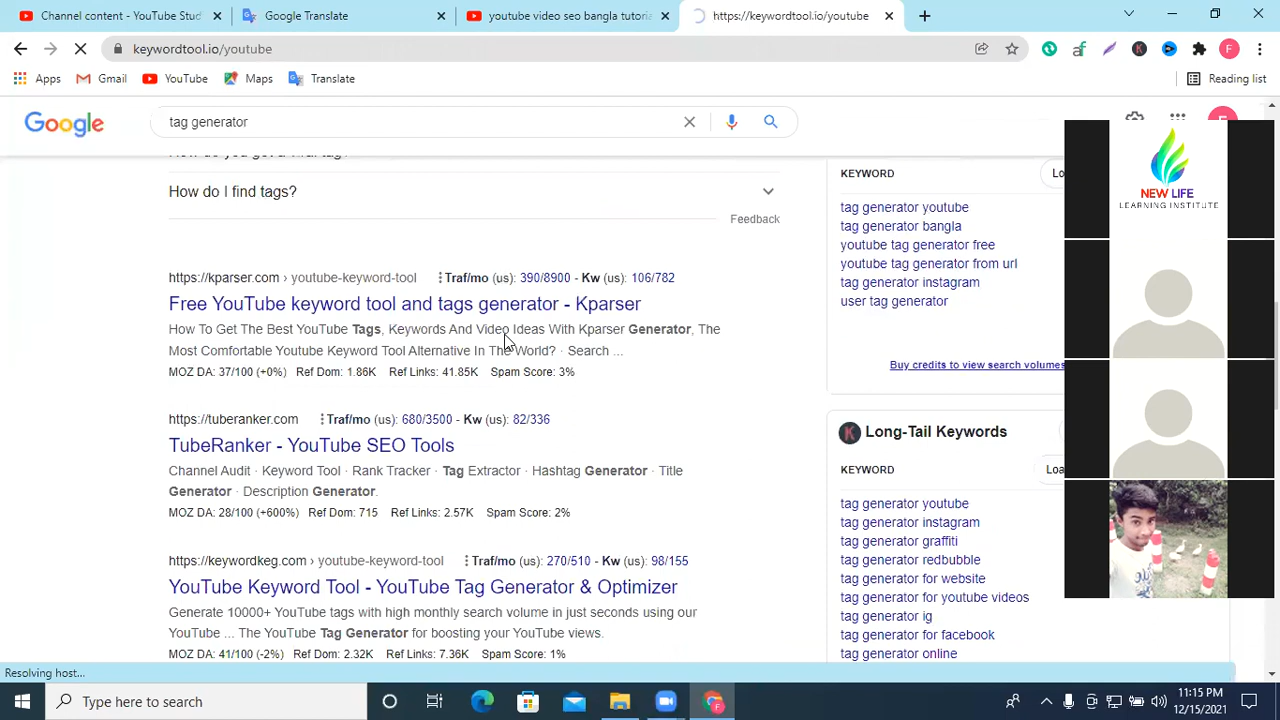 Content - YouTube Stud
Google Translate
youtube video seo bangla tutoria
https://keywordtool.io/youtube
keywordtool.io/youtube
Apps
Gmail
YouTube
Maps
Translate
Reading list
Google
tag generator
How do I find tags?
Feedback
https://kparser.com › youtube-keyword-tool
Traf/mo (us): 390/8900 - Kw (us): 106/782
Free YouTube keyword tool and tags generator - Kparser
How To Get The Best YouTube Tags, Keywords And Video Ideas With Kparser Generator, The
Most Comfortable Youtube Keyword Tool Alternative In The World? · Search ...
MOZ DA: 37/100 (+0%) Ref Dom: 1.86K Ref Links: 41.85K Spam Score: 3%
https://tuberanker.com
Traf/mo (us): 680/3500 - Kw (us): 82/336
TubeRanker - YouTube SEO Tools
Channel Audit · Keyword Tool · Rank Tracker · Tag Extractor · Hashtag Generator · Title
Generator · Description Generator.
MOZ DA: 28/100 (+600%) Ref Dom: 715 Ref Links: 2.57K Spam Score: 2%
https://keywordkeg.com › youtube-keyword-tool
Traf/mo (us): 270/510 - Kw (us): 98/155
YouTube Keyword Tool - YouTube Tag Generator & Optimizer
Generate 10000+ YouTube tags with high monthly search volume in just seconds using our
YouTube ... The YouTube Tag Generator for boosting your YouTube views.
MOZ DA: 41/100 (-2%) Ref Dom: 2.32K Ref Links: 7.36K Spam Score: 1%
KEYWORD
Lo
tag generator youtube
tag generator bangla
youtube tag generator free
youtube tag generator from url
tag generator instagram
user tag generator
Buy credits to view search volumes
K Long-Tail Keywords
KEYWORD
Loa
tag generator youtube
tag generator instagram
tag generator graffiti
tag generator redbubble
tag generator for website
tag generator for youtube videos
tag generator ig
tag generator for facebook
tag generator online
NEW LIFE
LEARNING INSTITUTE
Resolving host...
Type here to search
11:15 PM
12/15/2021